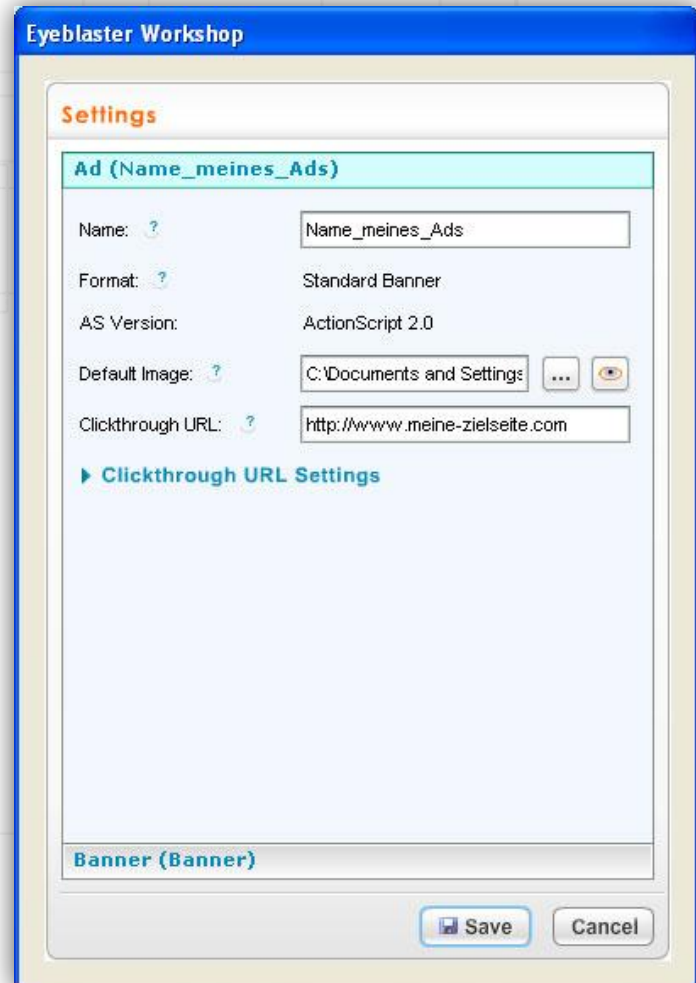 Eyeblaster Workshop
Settings
Ad (Name_meines_Ads)
Name: ? Name_meines_Ads
Format: ? Standard Banner
AS Version: ActionScript 2.0
Default Image: ? C:\Documents and Settings ...
Clickthrough URL: ? http://www.meine-zielseite.com
Clickthrough URL Settings
Banner (Banner)
Save Cancel